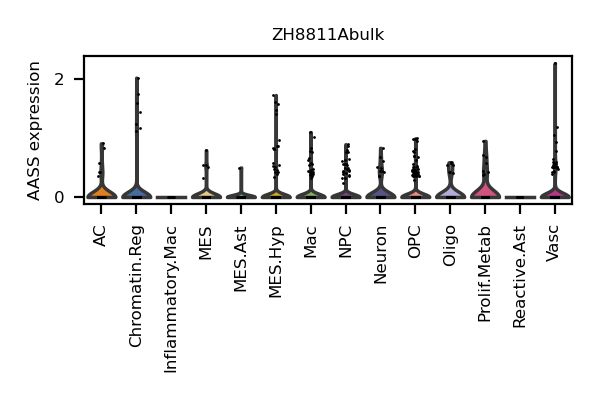 ZH8811Abulk
AASS expression
2
0
AC
Chromatin.Reg
Inflammatory.Mac
MES
MES.Ast
MES.Hyp
Mac
NPC
Neuron
OPC
Oligo
Prolif.Metab
Reactive.Ast
Vasc